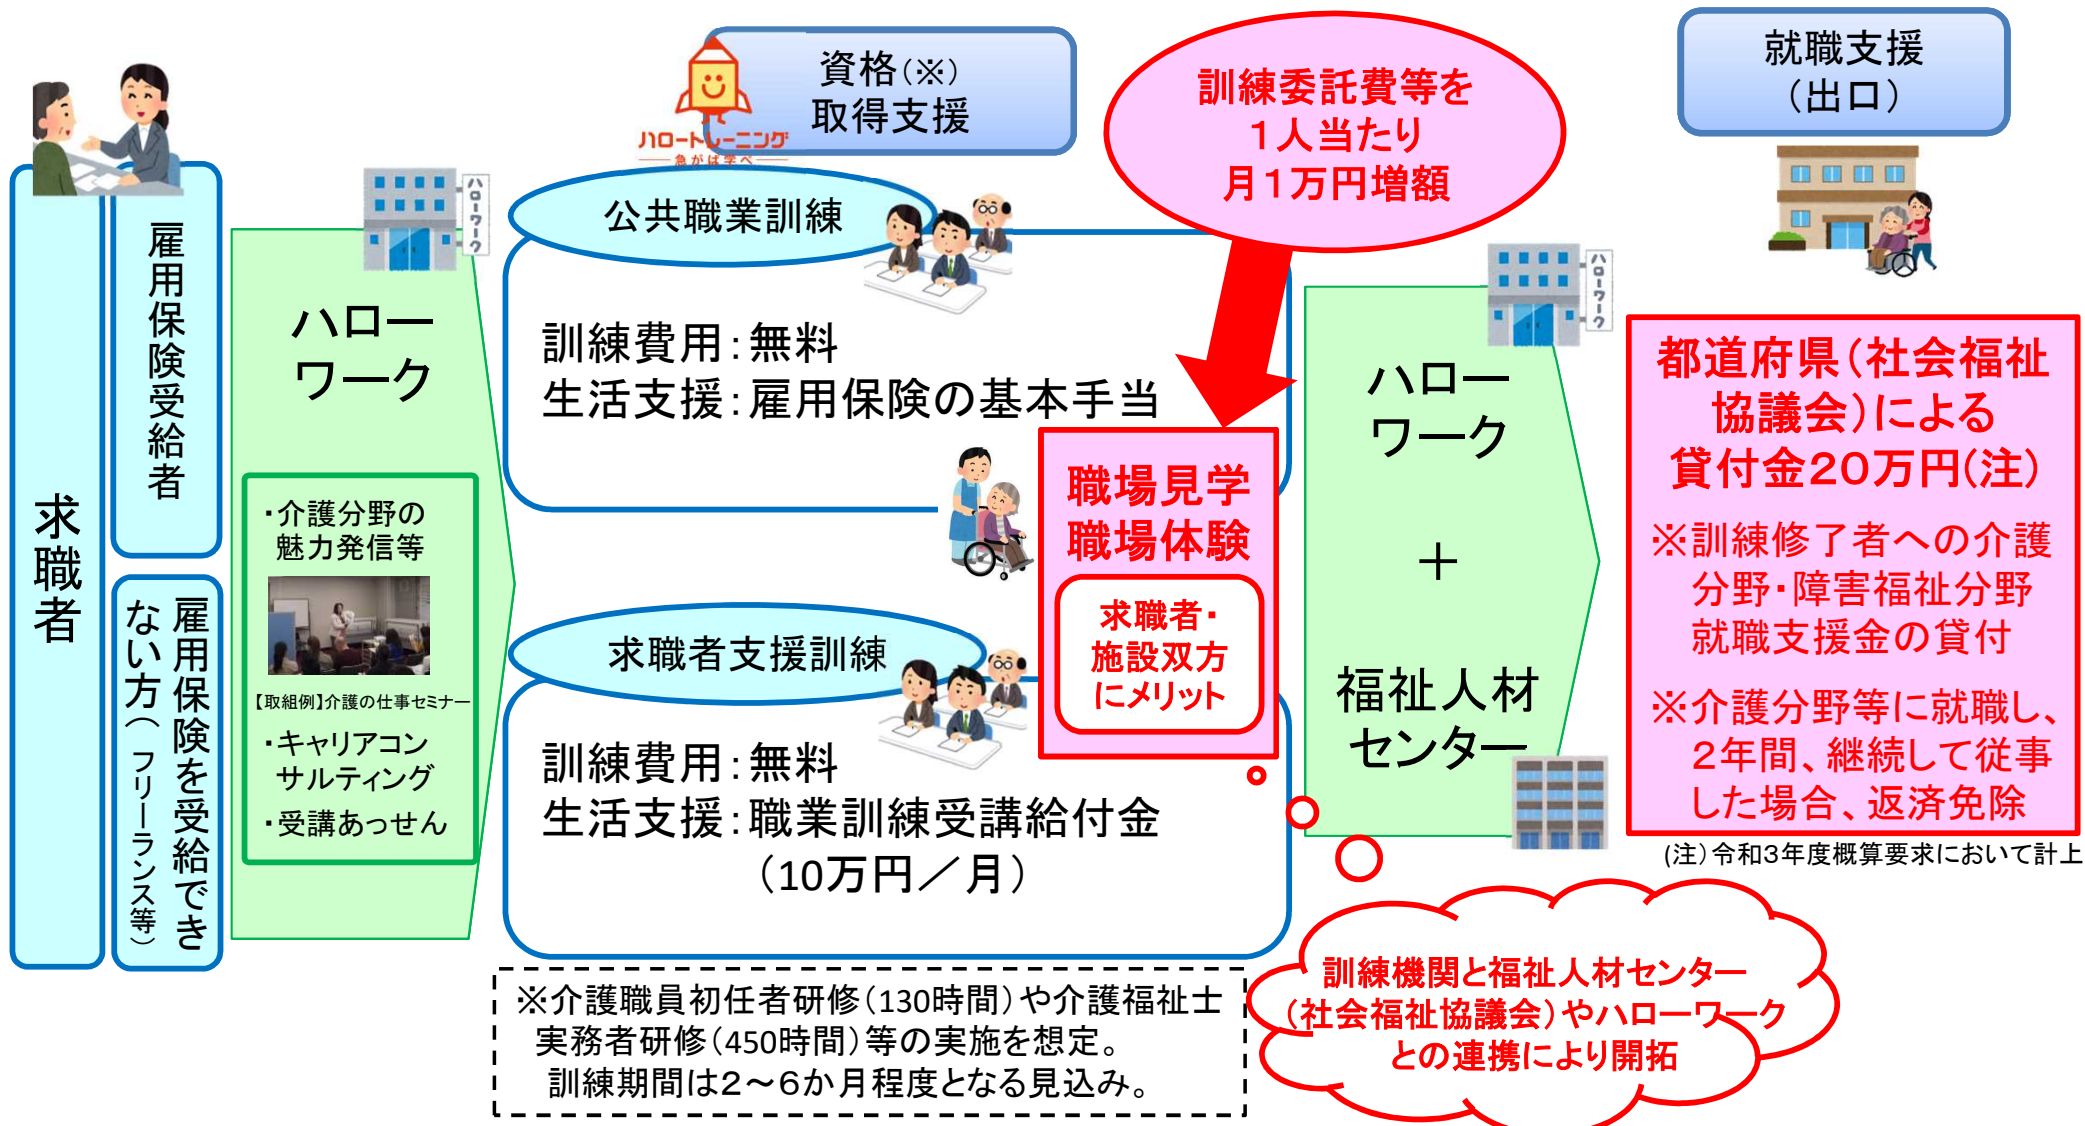 資格(※)
取得支援
ハロートレーニング
急がば学べ
訓練委託費等を
1人当たり
月1万円増額
就職支援
(出口)
求職者
雇用保険受給者
雇用保険を受給でき
ない方(フリーランス等)
ハローワーク
ハロー
ワーク
・介護分野の
魅力発信等
【取組例】介護の仕事セミナー
・キャリアコン
サルティング
・受講あっせん
公共職業訓練
訓練費用:無料
生活支援:雇用保険の基本手当
求職者支援訓練
訓練費用:無料
生活支援:職業訓練受講給付金
(10万円/月)
職場見学
職場体験
求職者・
施設双方
にメリット
ハローワーク
ハロー
ワーク
+
福祉人材
センター
都道府県(社会福祉
協議会)による
貸付金20万円(注)
※訓練修了者への介護
分野・障害福祉分野
就職支援金の貸付
※介護分野等に就職し、
2年間、継続して従事
した場合、返済免除
(注)令和3年度概算要求において計上
※介護職員初任者研修(130時間)や介護福祉士
実務者研修(450時間)等の実施を想定。
訓練期間は2~6か月程度となる見込み。
訓練機関と福祉人材センター
(社会福祉協議会)やハローワーク
との連携により開拓